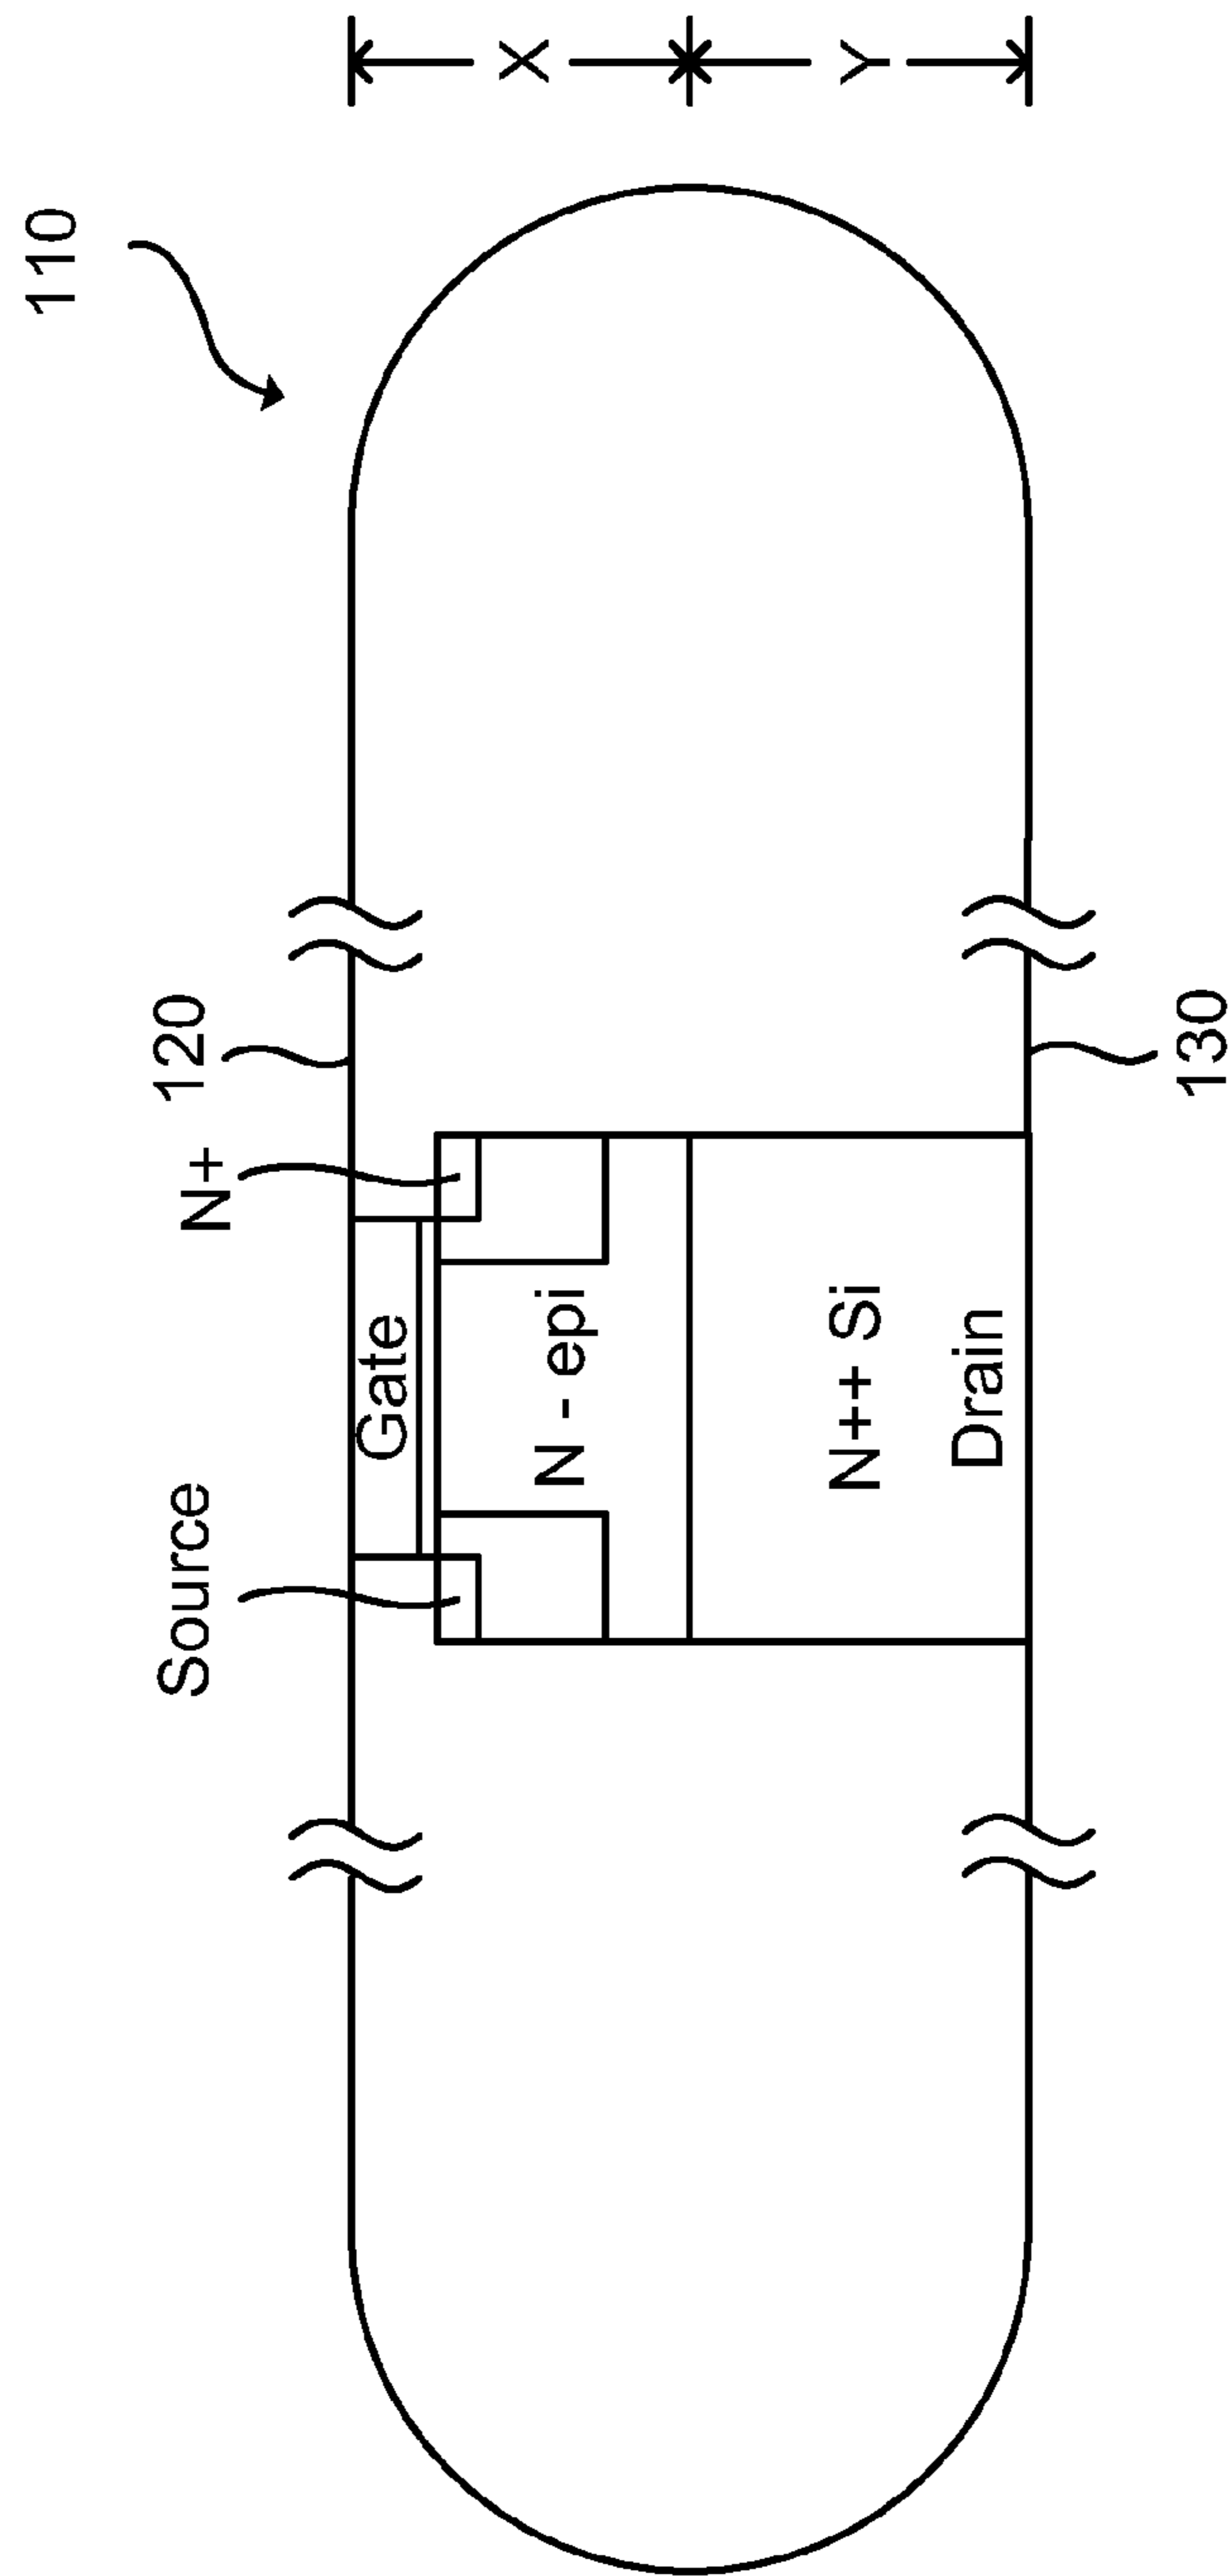 110
Source
N+
120
Gate
N - epi
X
N++ Si
Drain
Y
130